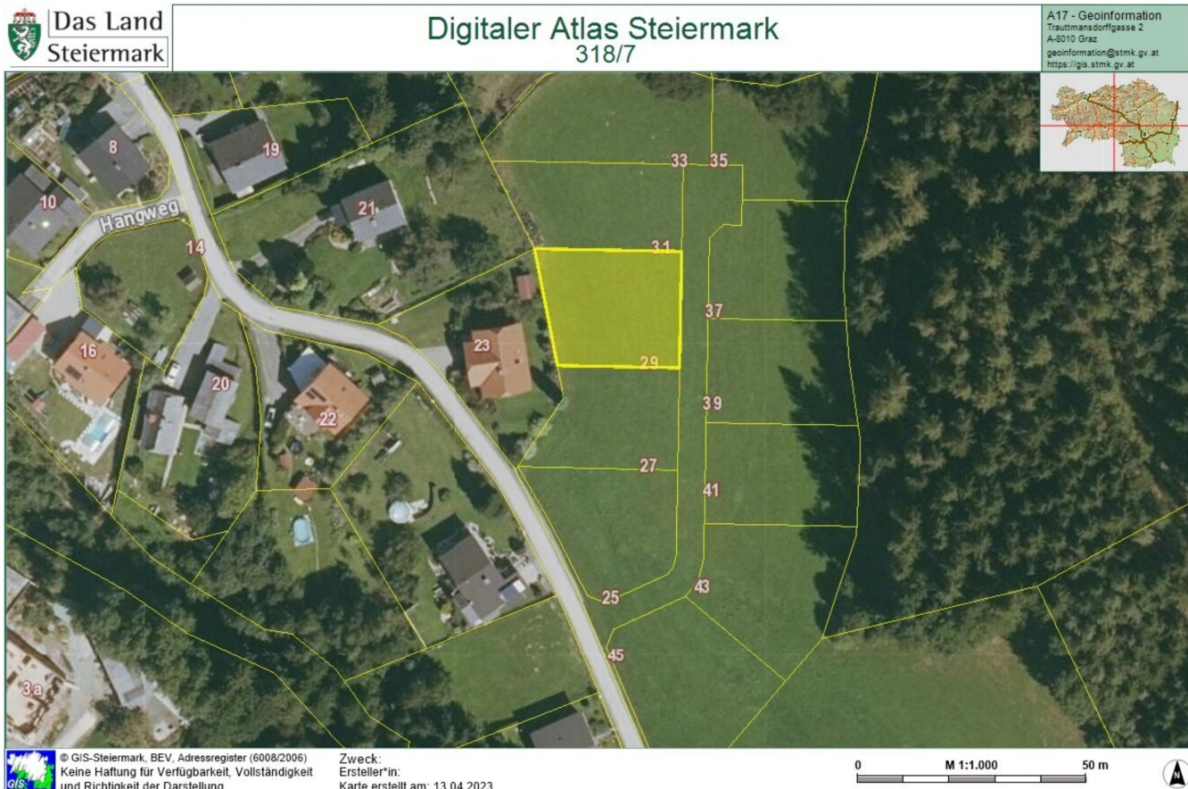 Das Land
Steiermark
Digitaler Atlas Steiermark
318/7
A17 - Geoinformation
Trauttmansdorffgasse 2
A-8010 Graz
geoinformation@stmk.gv.at
https://gis.stmk.gv.at
8
19
33
35
10
21
Hangweg
14
31
37
23
16
29
20
39
22
27
41
43
25
45
3a
GIS
© GIS-Steiermark, BEV, Adressregister (6008/2006)
Keine Haftung für Verfügbarkeit, Vollständigkeit
und Richtigkeit der Darstellung
Zweck:
Ersteller*in:
Karte erstellt am: 13.04.2023
0 M 1:1.000 50 m
N